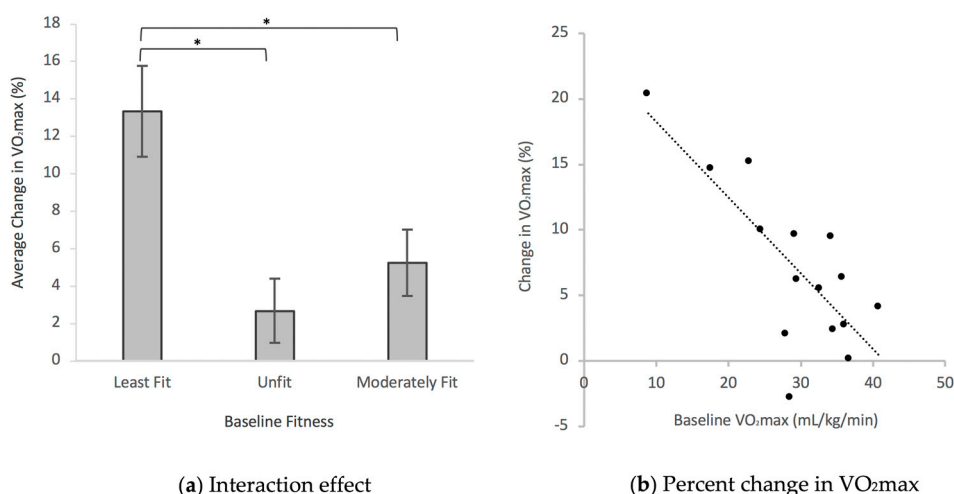 18
16
14
12
10
8
6
4
2
0
Average Change in VO₂max (%)
*
*
Least Fit Unfit Moderately Fit
Baseline Fitness
(a) Interaction effect
25
20
15
10
5
0
-5
Change in VO₂max (%)
0 10 20 30 40 50
Baseline VO₂max (mL/kg/min)
(b) Percent change in VO₂max